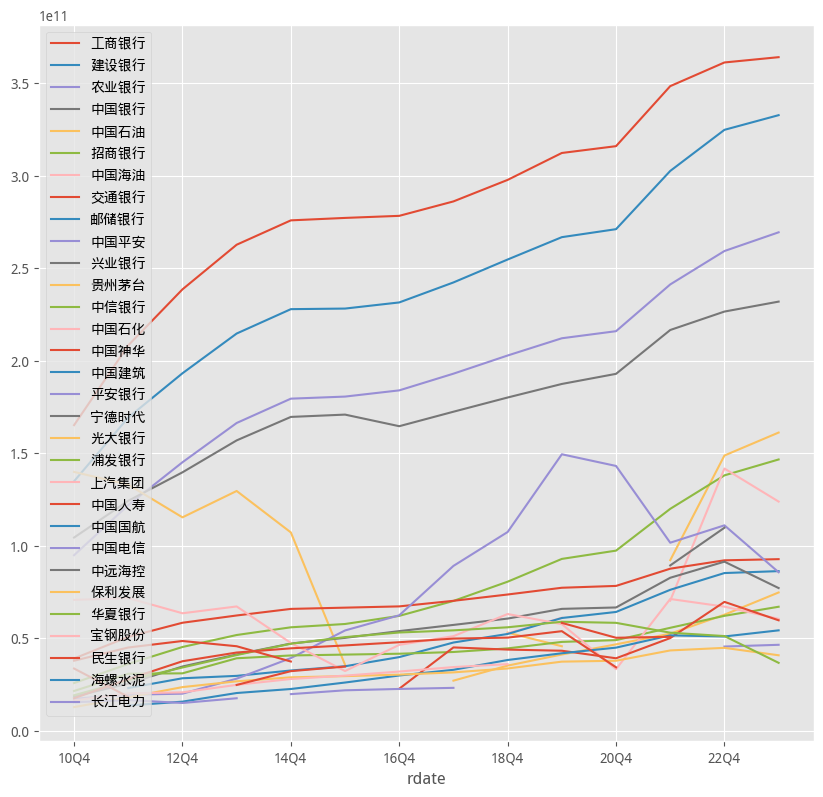 1e11
3.5
3.0
2.5
2.0
1.5
1.0
0.5
0.0
工商银行
建设银行
农业银行
中国银行
中国石油
招商银行
中国海油
交通银行
邮储银行
中国平安
兴业银行
贵州茅台
中信银行
中国石化
中国神华
中国建筑
平安银行
宁德时代
光大银行
浦发银行
上汽集团
中国人寿
中国国航
中国电信
中远海控
保利发展
华夏银行
宝钢股份
民生银行
海螺水泥
长江电力
10Q4 12Q4 14Q4 16Q4 18Q4 20Q4 22Q4
rdate